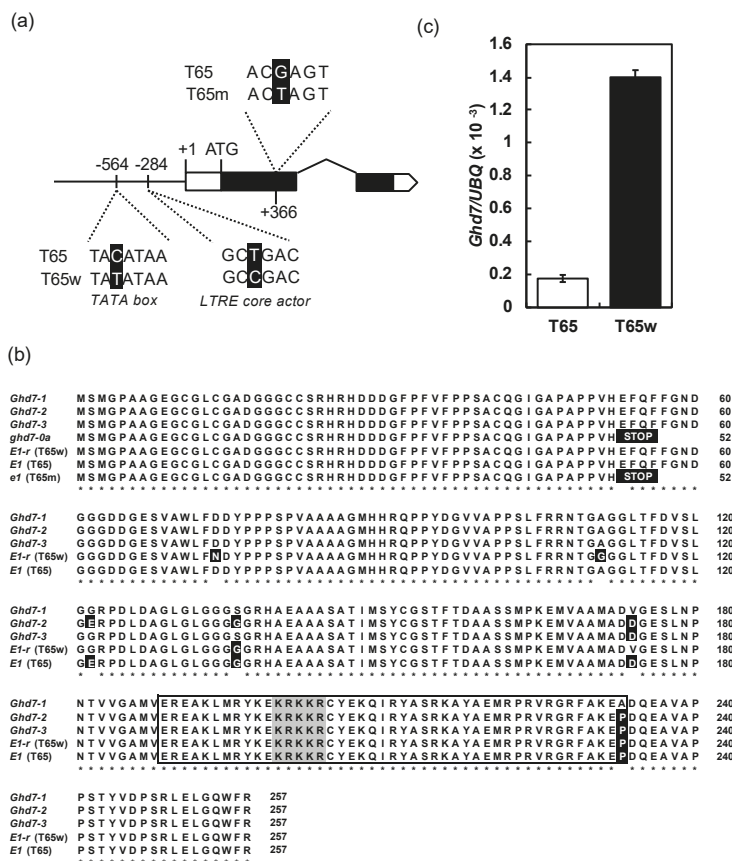 (a)
T65 ACGAGT
T65m ACTAGT
-564 -284 +1 ATG
+366
T65 TACATAA GCTGAC
T65w TATATAA GCCGAC
TATA box LTRE core actor
(c)
Ghd7/UBQ (x 10 -3)
1.6
1.4
1.2
1
0.8
0.6
0.4
0.2
0
T65 T65w
(b)
Ghd7-1 MSMGPAAGEGCGLCGADGGGCCSRHRHDDDGFPFVFPPSACQGIGAPAPPVHEFQFFGND 60
Ghd7-2 MSMGPAAGEGCGLCGADGGGCCSRHRHDDDGFPFVFPPSACQGIGAPAPPVHEFQFFGND 60
Ghd7-3 MSMGPAAGEGCGLCGADGGGCCSRHRHDDDGFPFVFPPSACQGIGAPAPPVHEFQFFGND 60
ghd7-0a MSMGPAAGEGCGLCGADGGGCCSRHRHDDDGFPFVFPPSACQGIGAPAPPVH STOP 52
E1-r (T65w) MSMGPAAGEGCGLCGADGGGCCSRHRHDDDGFPFVFPPSACQGIGAPAPPVHEFQFFGND 60
E1 (T65) MSMGPAAGEGCGLCGADGGGCCSRHRHDDDGFPFVFPPSACQGIGAPAPPVHEFQFFGND 60
e1 (T65m) MSMGPAAGEGCGLCGADGGGCCSRHRHDDDGFPFVFPPSACQGIGAPAPPVH STOP 52
Ghd7-1 GGGDDGESVAWLFDDYPPPSPVAAAAGMHHRQPPYDGVVAPPSLFRRNTGAGGLTFDVSL 120
Ghd7-2 GGGDDGESVAWLFDDYPPPSPVAAAAGMHHRQPPYDGVVAPPSLFRRNTGAGGLTFDVSL 120
Ghd7-3 GGGDDGESVAWLFDDYPPPSPVAAAAGMHHRQPPYDGVVAPPSLFRRNTGAGGLTFDVSL 120
E1-r (T65w) GGGDDGESVAWLFNDYPPPSPVAAAAGMHHRQPPYDGVVAPPSLFRRNTGGGGLTFDVSL 120
E1 (T65) GGGDDGESVAWLFDDYPPPSPVAAAAGMHHRQPPYDGVVAPPSLFRRNTGAGGLTFDVSL 120
Ghd7-1 GGRPDLDAGLGLGGGSGRHAEAAASATIMSYCGSTFTDAASSMPKEMVAAMADVGESLNP 180
Ghd7-2 GERPDLDAGLGLGGGGGRHAEAAASATIMSYCGSTFTDAASSMPKEMVAAMADDGESLNP 180
Ghd7-3 GGRPDLDAGLGLGGGSGRHAEAAASATIMSYCGSTFTDAASSMPKEMVAAMADDGESLNP 180
E1-r (T65w) GGRPDLDAGLGLGGGGGRHAEAAASATIMSYCGSTFTDAASSMPKEMVAAMADVGESLNP 180
E1 (T65) GERPDLDAGLGLGGGGGRHAEAAASATIMSYCGSTFTDAASSMPKEMVAAMADDGESLNP 180
Ghd7-1 NTVVGAMVEREAKLMRYKEKRKKRCYEKQIRYASRKAYAEMRPRVRGRFAKEADQEAVAP 240
Ghd7-2 NTVVGAMVEREAKLMRYKEKRKKRCYEKQIRYASRKAYAEMRPRVRGRFAKEPDQEAVAP 240
Ghd7-3 NTVVGAMVEREAKLMRYKEKRKKRCYEKQIRYASRKAYAEMRPRVRGRFAKEPDQEAVAP 240
E1-r (T65w) NTVVGAMVEREAKLMRYKEKRKKRCYEKQIRYASRKAYAEMRPRVRGRFAKEPDQEAVAP 240
E1 (T65) NTVVGAMVEREAKLMRYKEKRKKRCYEKQIRYASRKAYAEMRPRVRGRFAKEPDQEAVAP 240
Ghd7-1 PSTYVDPSRLELGQWFR 257
Ghd7-2 PSTYVDPSRLELGQWFR 257
Ghd7-3 PSTYVDPSRLELGQWFR 257
E1-r (T65w) PSTYVDPSRLELGQWFR 257
E1 (T65) PSTYVDPSRLELGQWFR 257